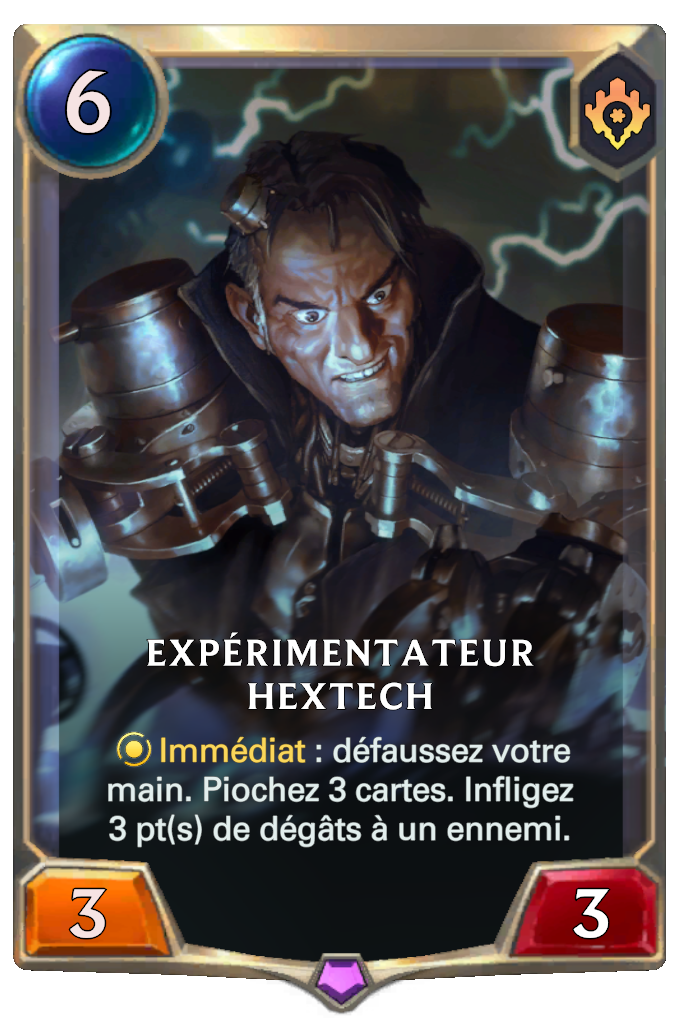 6
EXPÉRIMENTATEUR
HEXTECH
Immédiat : défaussez votre
main. Piochez 3 cartes. Infligez
3 pt(s) de dégâts à un ennemi.
3 3